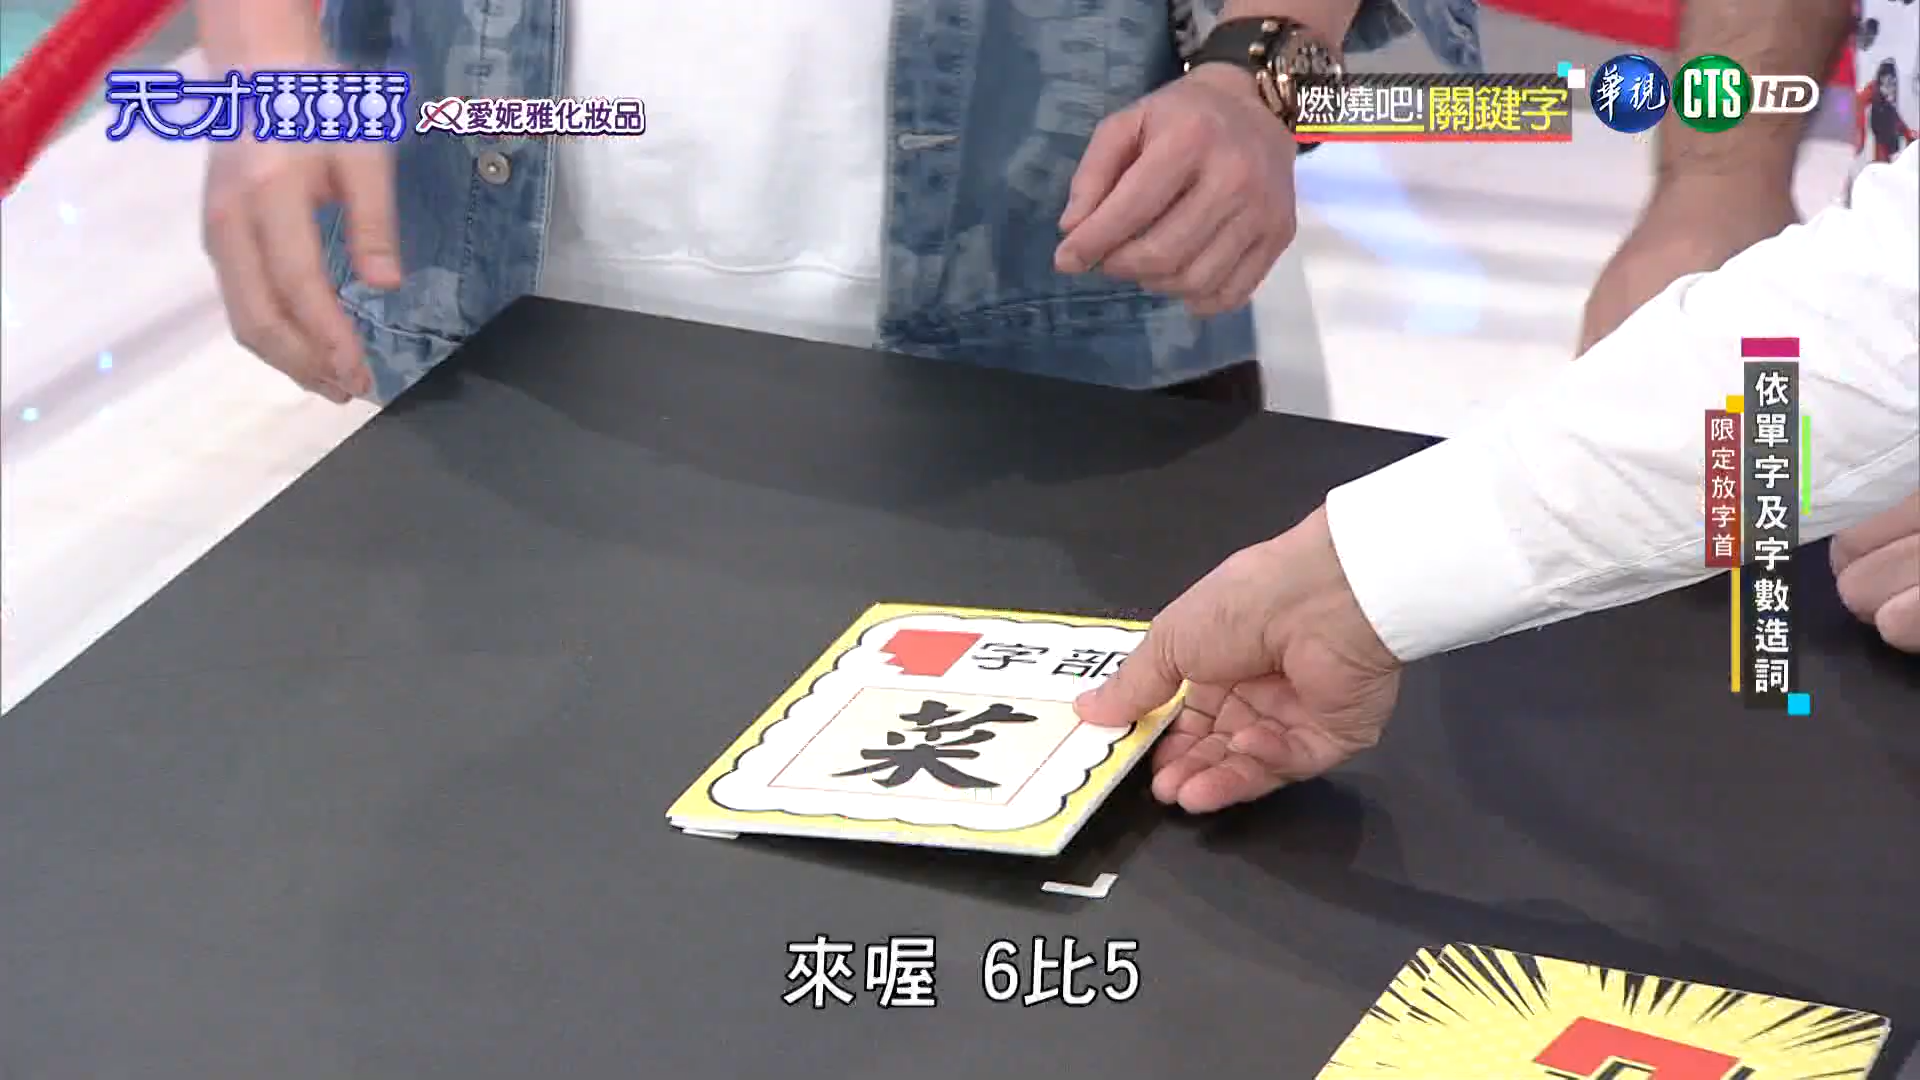 天才衝衝衝
愛妮雅化妝品
燃燒吧!關鍵字
華視 CTS HD
依單字及字數造詞
限定放字首
字部
菜
來喔 6比5